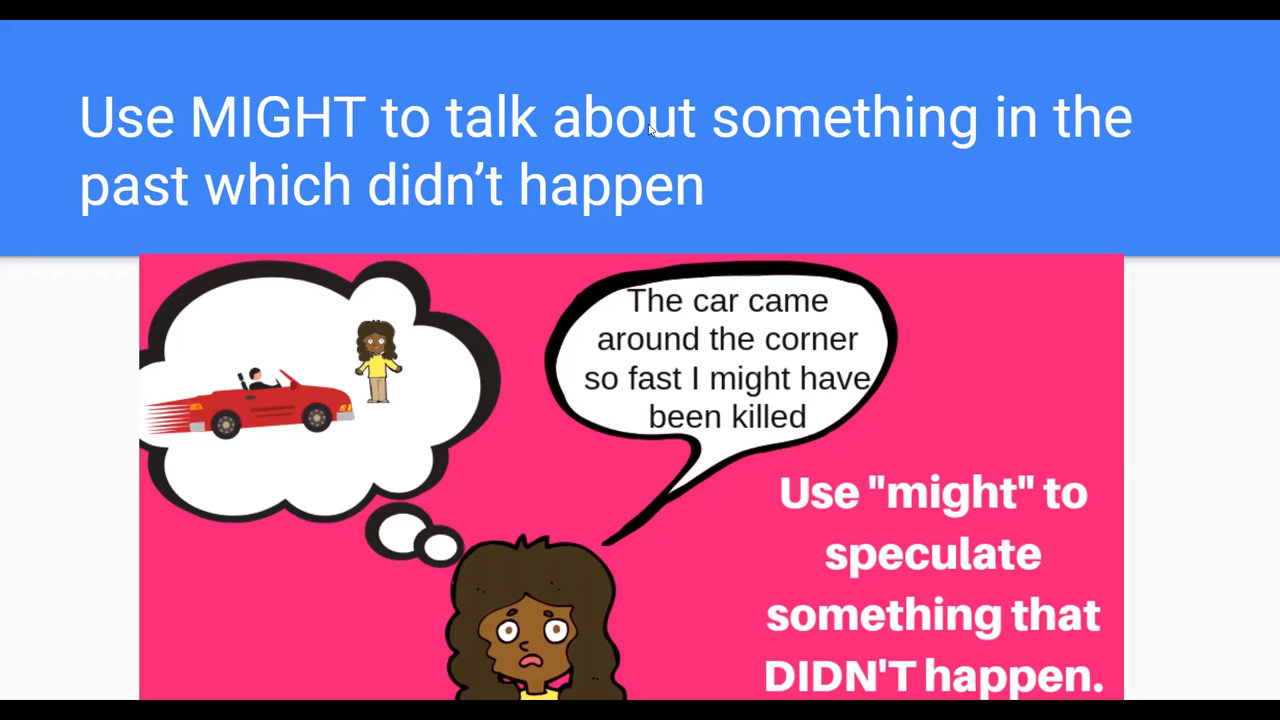 Use MIGHT to talk about something in the
past which didn’t happen
The car came
around the corner
so fast I might have
been killed
Use "might" to
speculate
something that
DIDN'T happen.